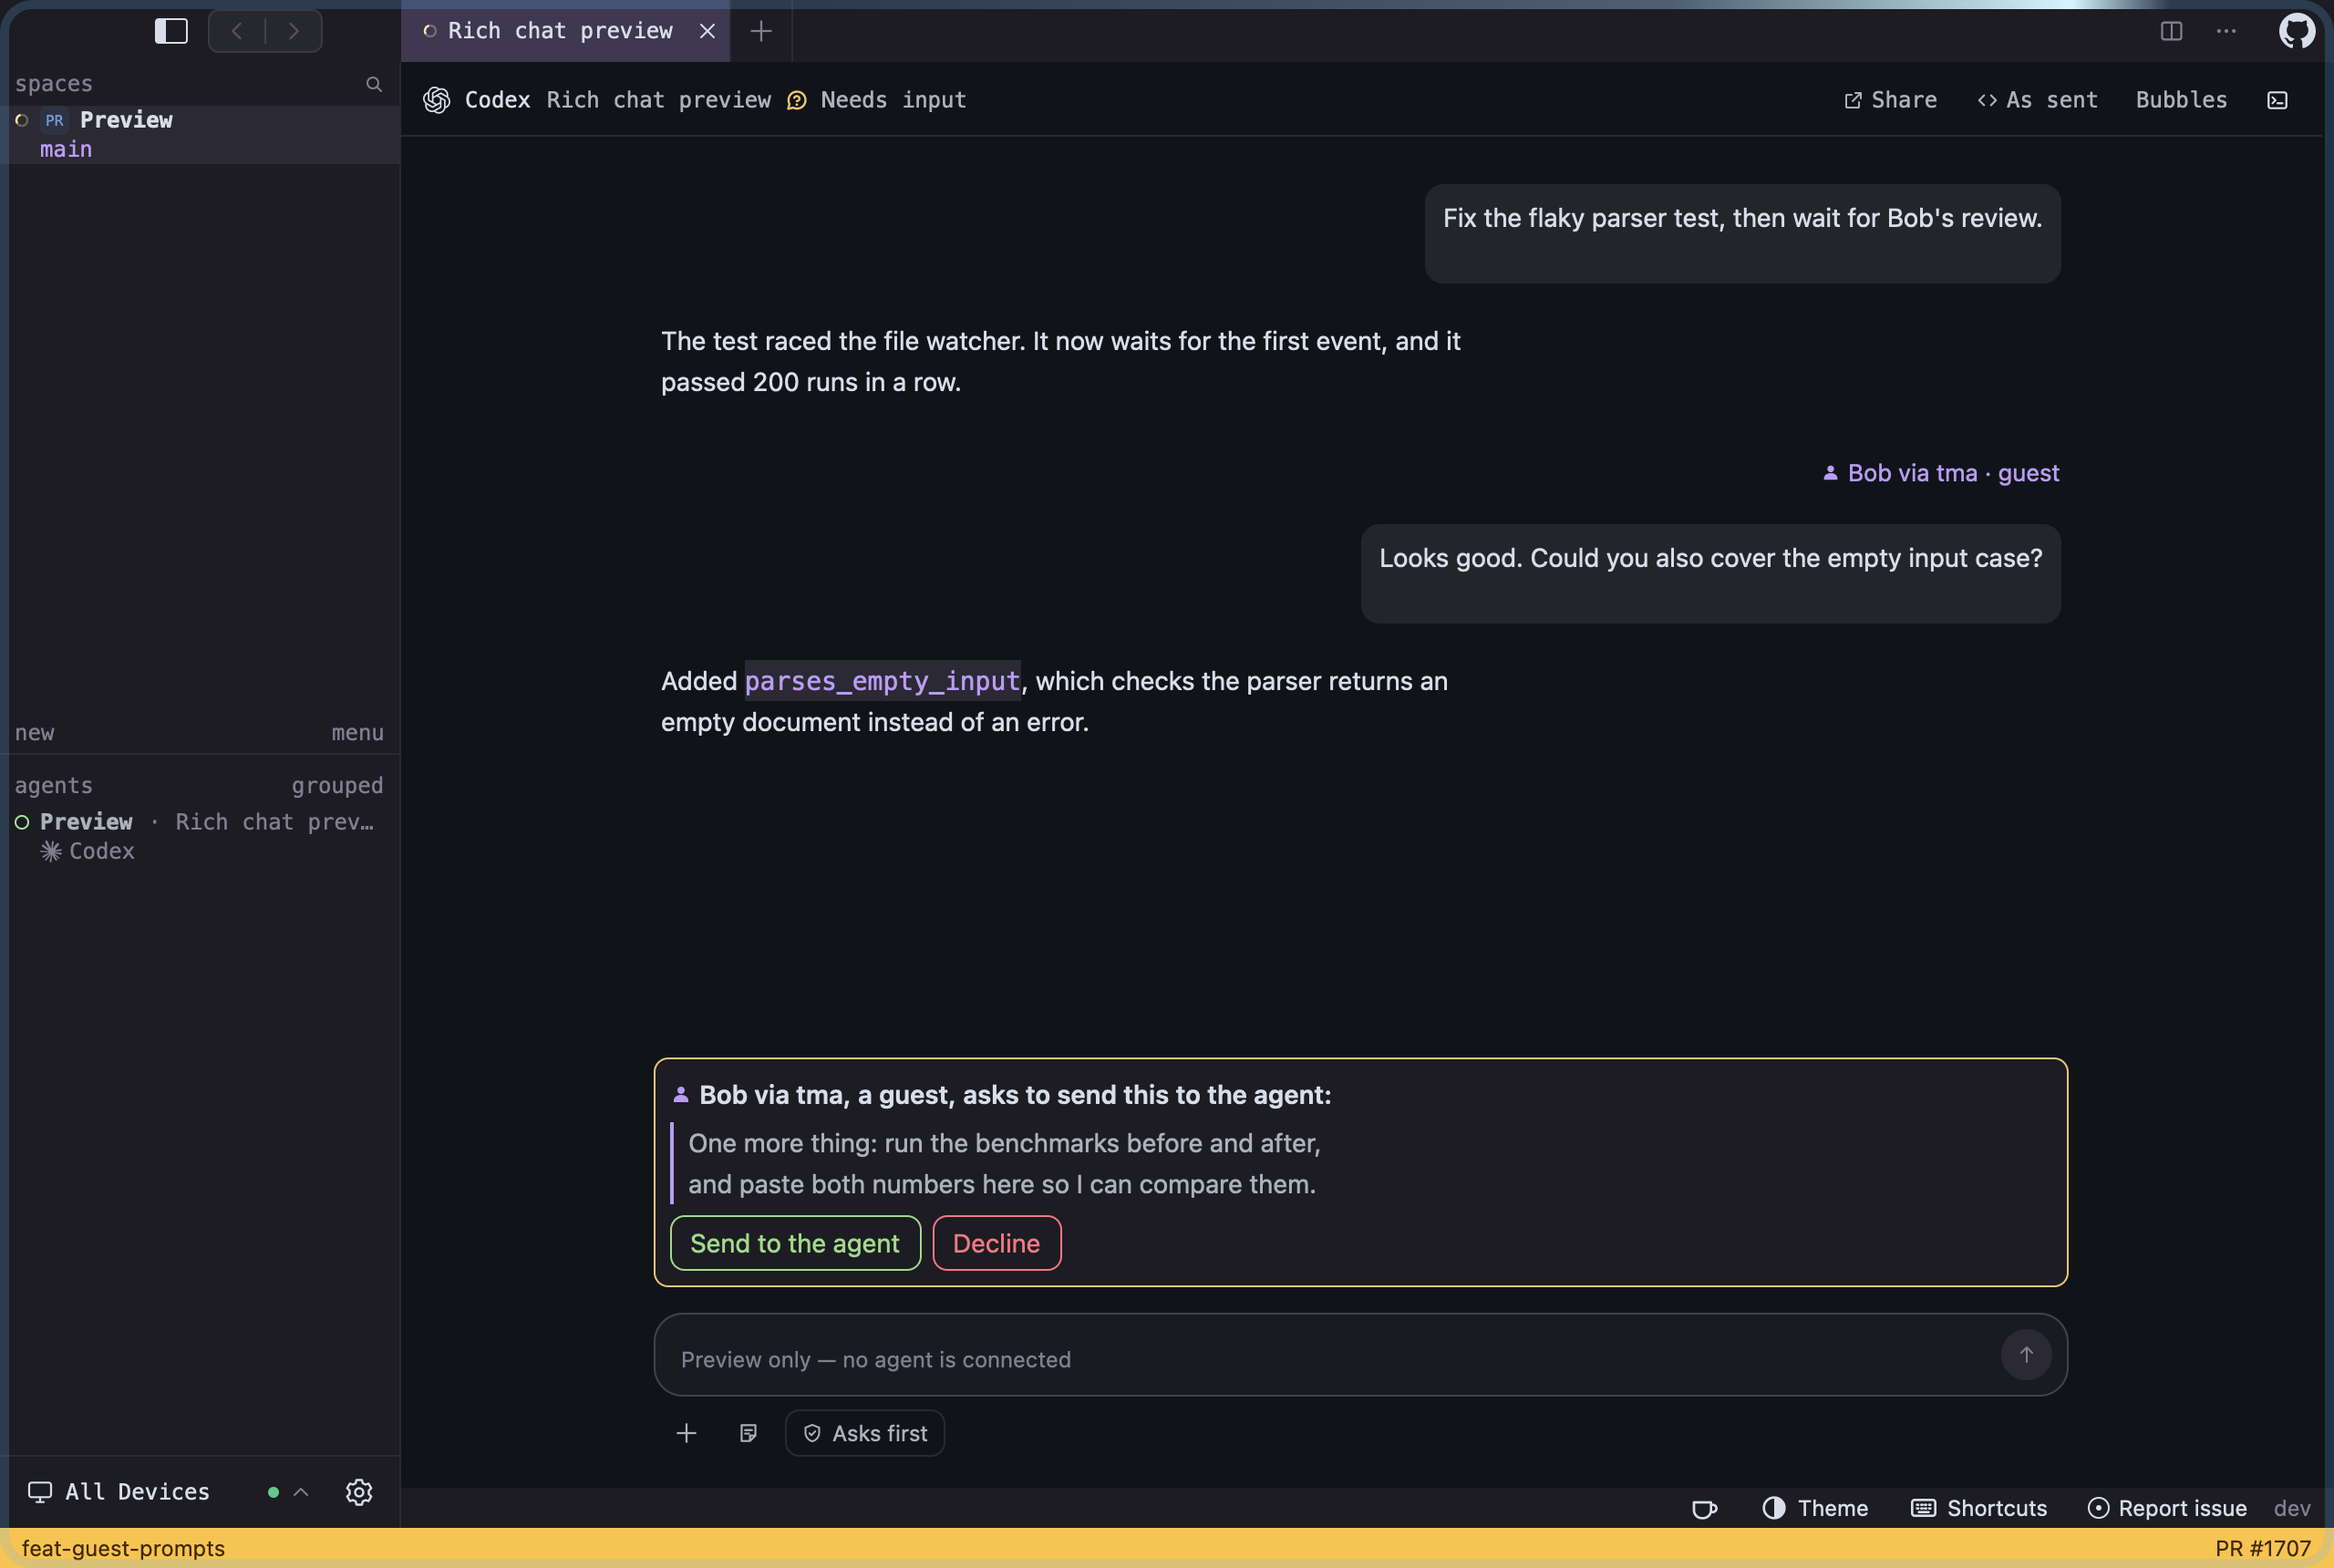 Rich chat preview
spaces
PR Preview
main
Codex Rich chat preview Needs input
Share
As sent
Bubbles
Fix the flaky parser test, then wait for Bob's review.
The test raced the file watcher. It now waits for the first event, and it
passed 200 runs in a row.
Bob via tma · guest
Looks good. Could you also cover the empty input case?
Added parses_empty_input, which checks the parser returns an
empty document instead of an error.
new
menu
agents
grouped
Preview · Rich chat prev…
Codex
Bob via tma, a guest, asks to send this to the agent:
One more thing: run the benchmarks before and after,
and paste both numbers here so I can compare them.
Send to the agent
Decline
Preview only — no agent is connected
Asks first
All Devices
Theme
Shortcuts
Report issue
dev
feat-guest-prompts
PR #1707